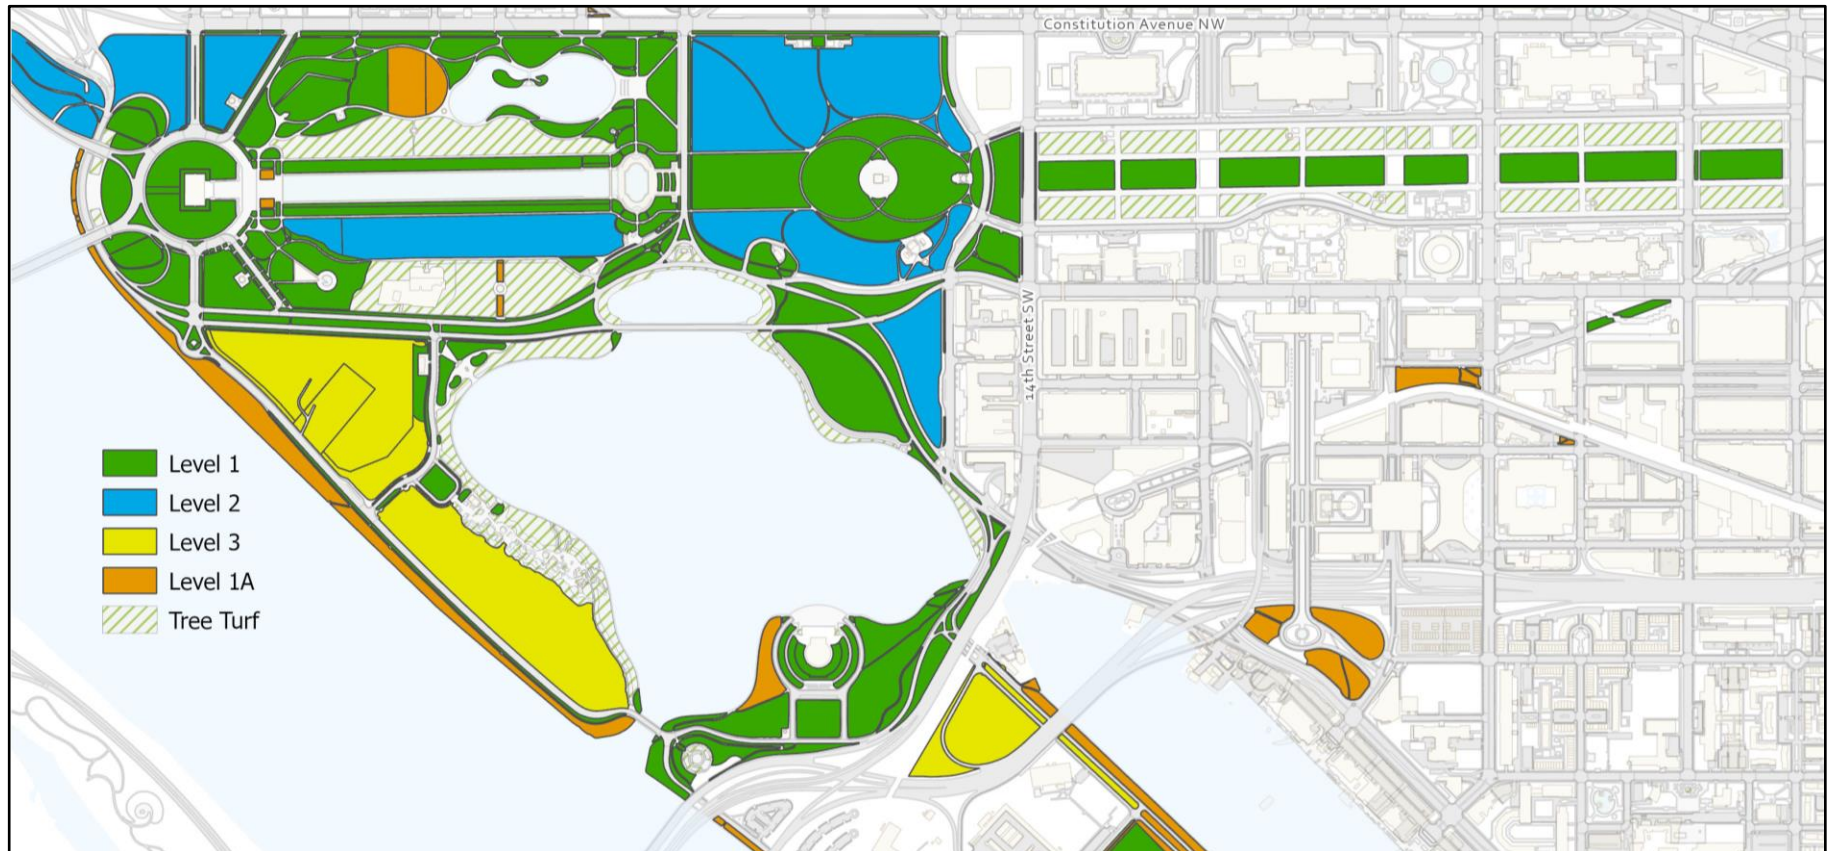 Constitution Avenue NW
14th Street SW
Level 1
Level 2
Level 3
Level 1A
Tree Turf